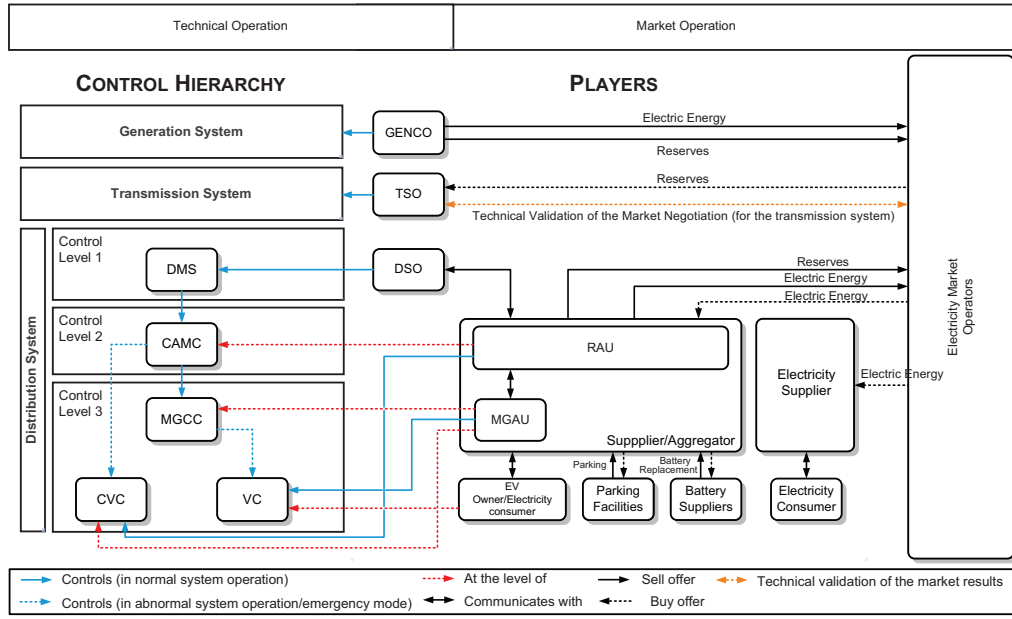 Technical Operation
Market Operation
CONTROL HIERARCHY
PLAYERS
Generation System
GENCO
Electric Energy
Reserves
Transmission System
TSO
Reserves
Technical Validation of the Market Negotiation (for the transmission system)
Distribution System
Control
Level 1
DMS
DSO
Reserves
Electric Energy
Electric Energy
Control
Level 2
CAMC
RAU
Electricity
Supplier
Electric Energy
Electricity Market
Operators
Control
Level 3
MGCC
MGAU
Suppplier/Aggregator
Parking
Battery
Replacement
CVC
VC
EV
Owner/Electricity
consumer
Parking
Facilities
Battery
Suppliers
Electricity
Consumer
Controls (in normal system operation)
At the level of
Sell offer
Technical validation of the market results
Controls (in abnormal system operation/emergency mode)
Communicates with
Buy offer